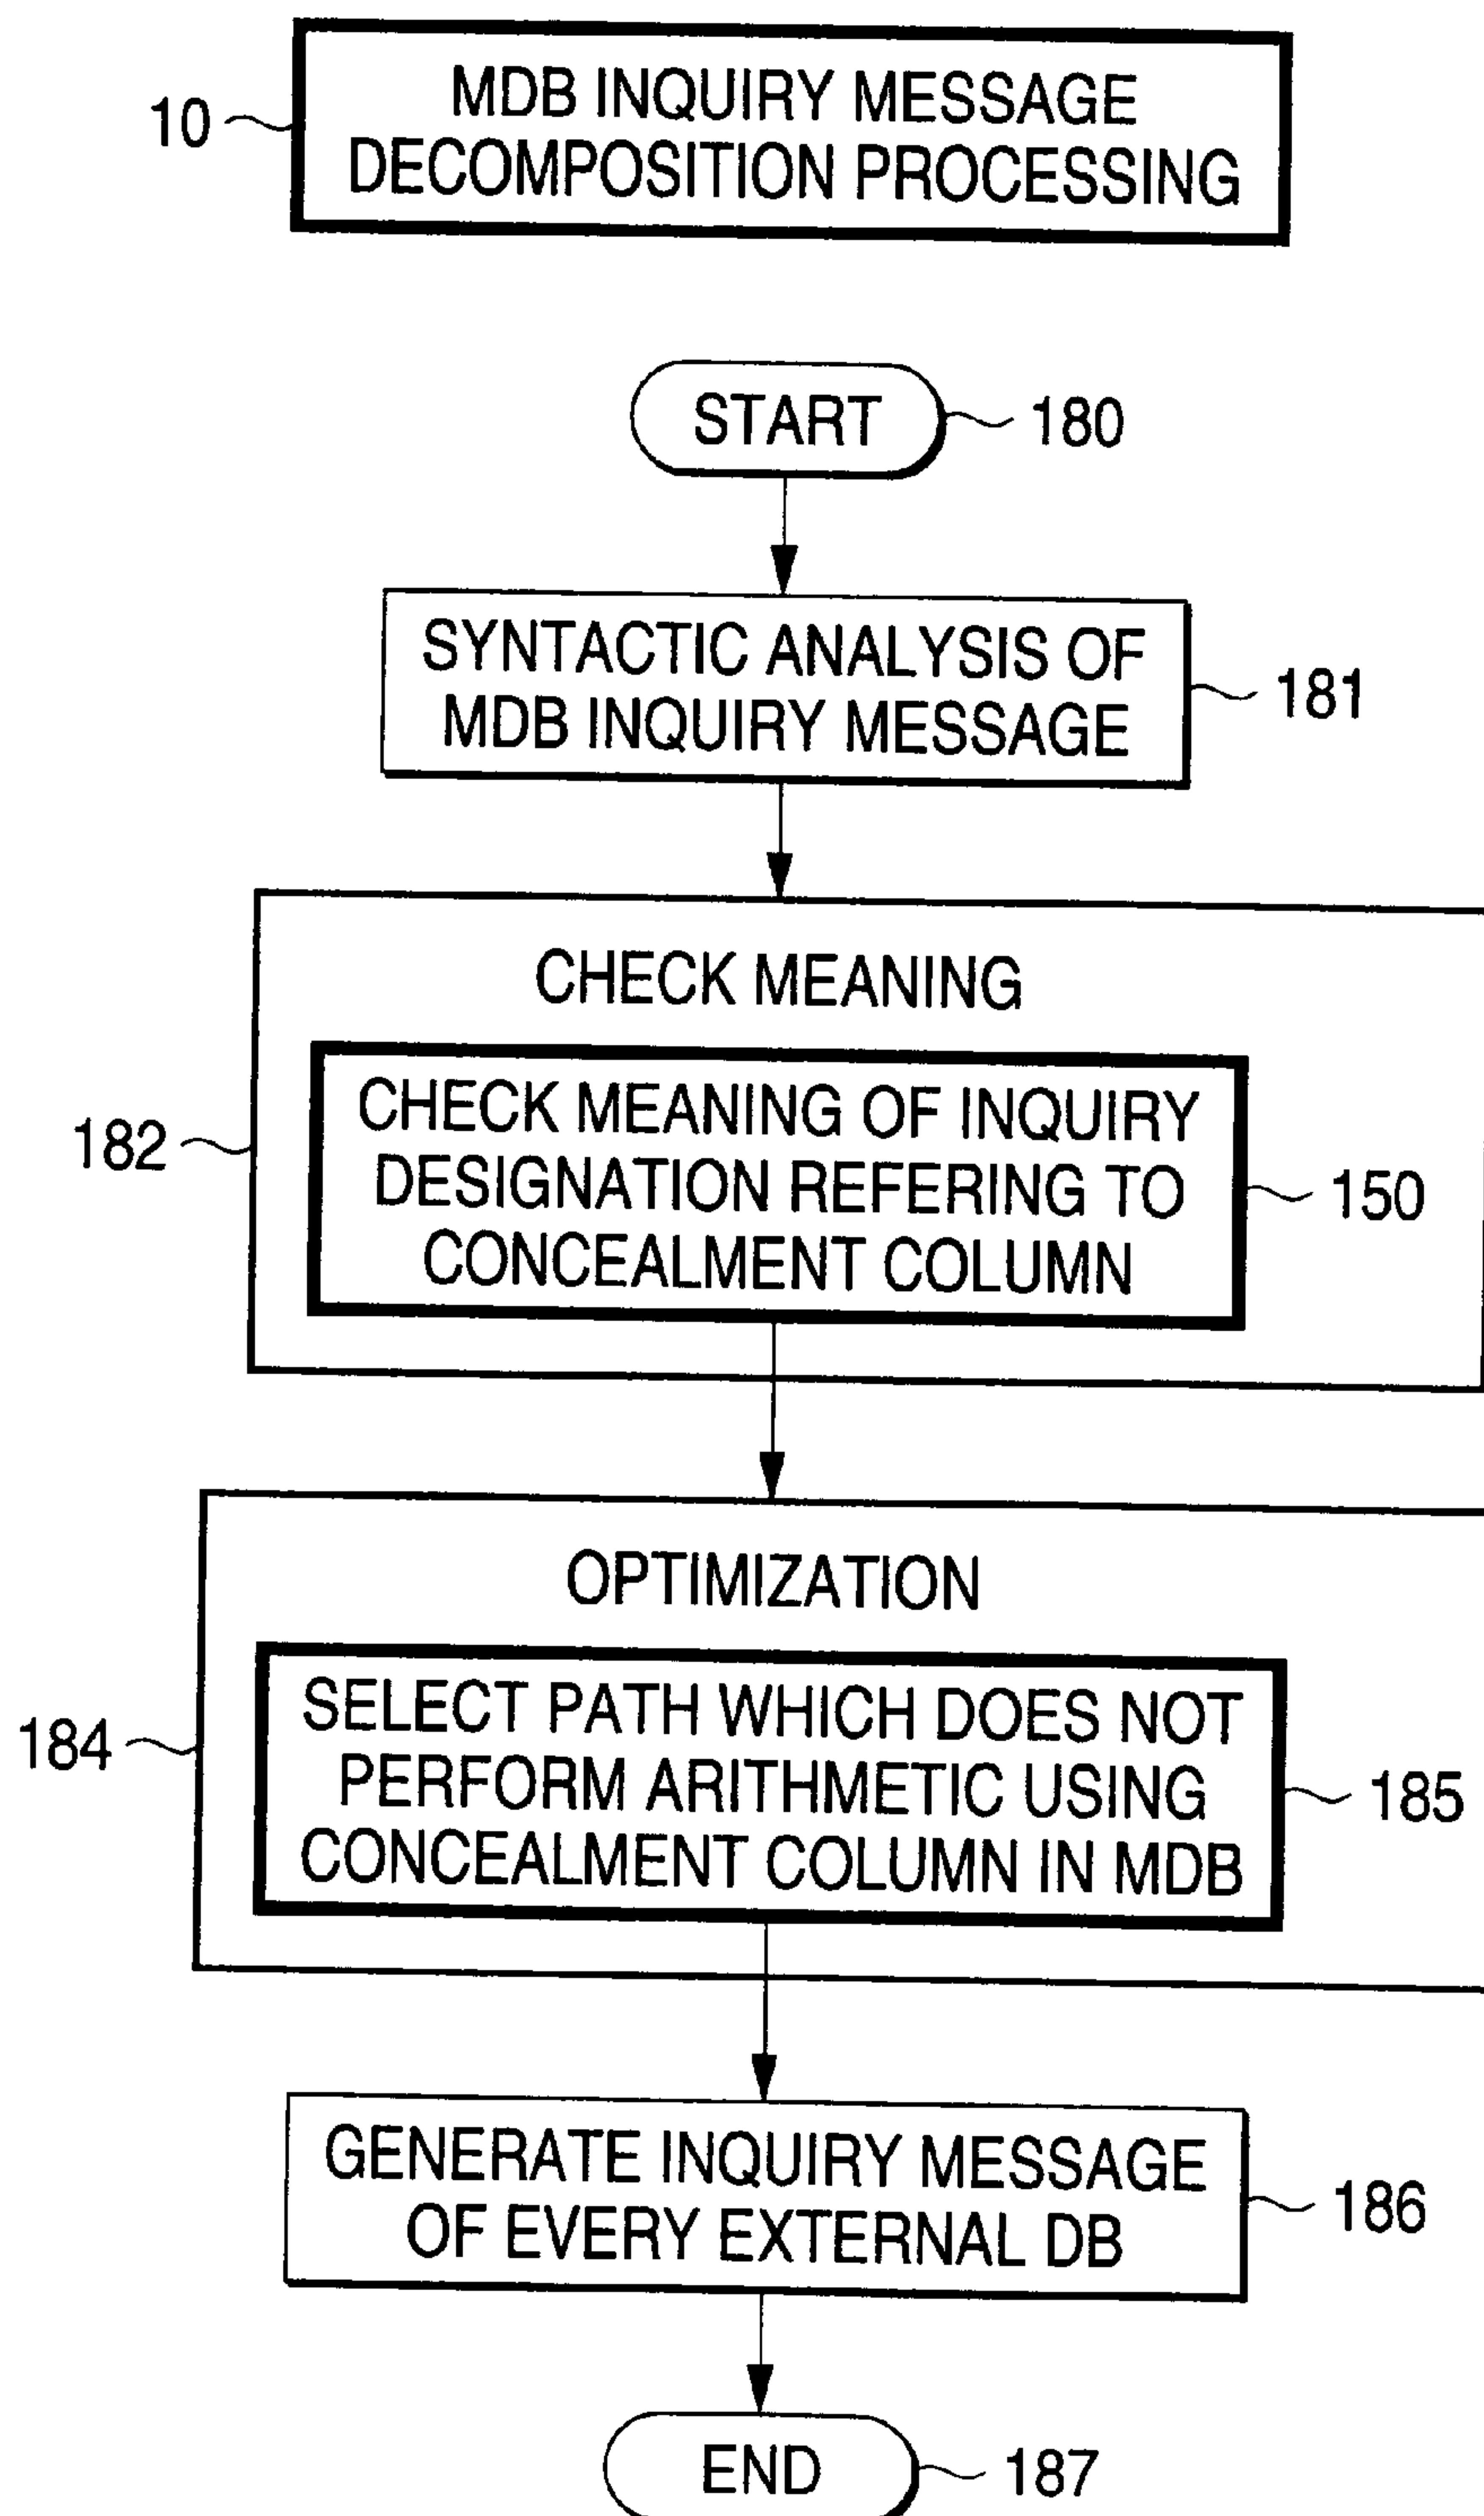 MDB INQUIRY MESSAGE
DECOMPOSITION PROCESSING
10
START
180
SYNTACTIC ANALYSIS OF
MDB INQUIRY MESSAGE
181
CHECK MEANING
CHECK MEANING OF INQUIRY
DESIGNATION REFERING TO
CONCEALMENT COLUMN
182
150
OPTIMIZATION
SELECT PATH WHICH DOES NOT
PERFORM ARITHMETIC USING
CONCEALMENT COLUMN IN MDB
184
185
GENERATE INQUIRY MESSAGE
OF EVERY EXTERNAL DB
186
END
187